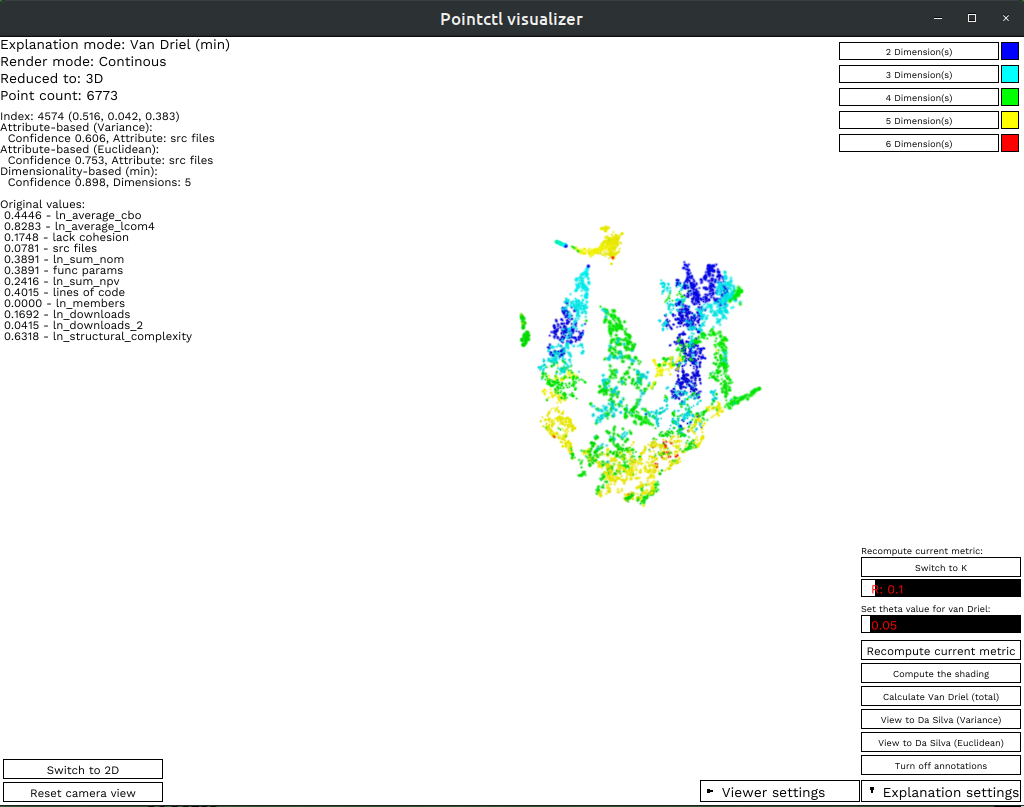 Pointctl visualizer
Explanation mode: Van Driel (min)
Render mode: Continous
Reduced to: 3D
Point count: 6773
Index: 4574 (0.516, 0.042, 0.383)
Attribute-based (Variance):
Confidence 0.606, Attribute: src files
Attribute-based (Euclidean):
Confidence 0.753, Attribute: src files
Dimensionality-based (min):
Confidence 0.898, Dimensions: 5
Original values:
0.4446 - ln_average_cbo
0.8283 - ln_average_lcom4
0.1748 - lack cohesion
0.0781 - src files
0.3891 - ln_sum_nom
0.3891 - func params
0.2416 - ln_sum_npv
0.4015 - lines of code
0.0000 - ln_members
0.1692 - ln_downloads
0.0415 - ln_downloads_2
0.6318 - ln_structural_complexity
2 Dimension(s)
3 Dimension(s)
4 Dimension(s)
5 Dimension(s)
6 Dimension(s)
Recompute current metric:
Switch to K
R: 0.1
Set theta value for van Driel:
0.05
Recompute current metric
Compute the shading
Calculate Van Driel (total)
View to Da Silva (Variance)
View to Da Silva (Euclidean)
Turn off annotations
Switch to 2D
Reset camera view
Viewer settings
Explanation settings